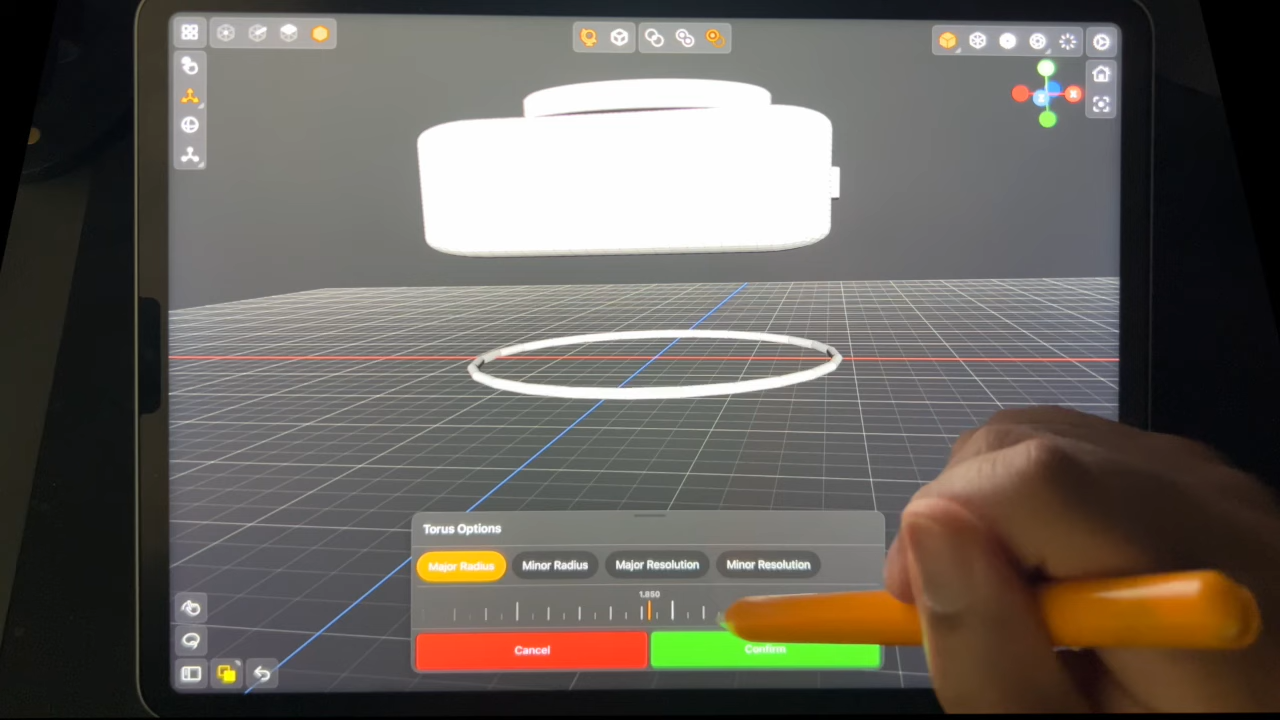 X
Z
Torus Options
Major Radius
Minor Radius
Major Resolution
Minor Resolution
1.850
Cancel
Confirm